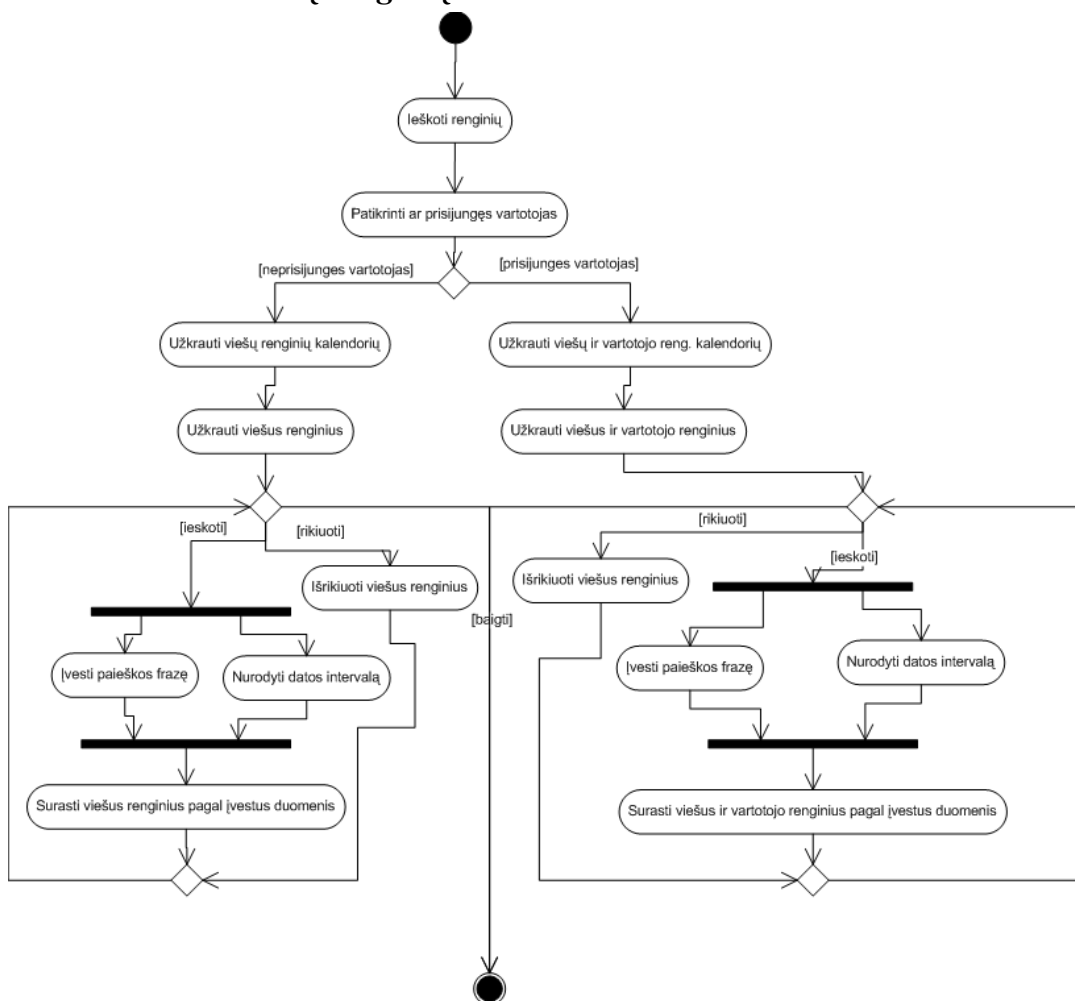 Ieškoti renginių
Patikrinti ar prisijungęs vartotojas
[neprisijunges vartotojas]
[prisijunges vartotojas]
Užkrauti viešų renginių kalendorių
Užkrauti viešų ir vartotojo reng. kalendorių
Užkrauti viešus renginius
Užkrauti viešus ir vartotojo renginius
[ieskoti]
[rikiuoti]
[rikiuoti]
[ieskoti]
Išrikiuoti viešus renginius
Išrikiuoti viešus renginius
[baigti]
Įvesti paieškos frazę
Nurodyti datos intervalą
Įvesti paieškos frazę
Nurodyti datos intervalą
Surasti viešus renginius pagal įvestus duomenis
Surasti viešus ir vartotojo renginius pagal įvestus duomenis